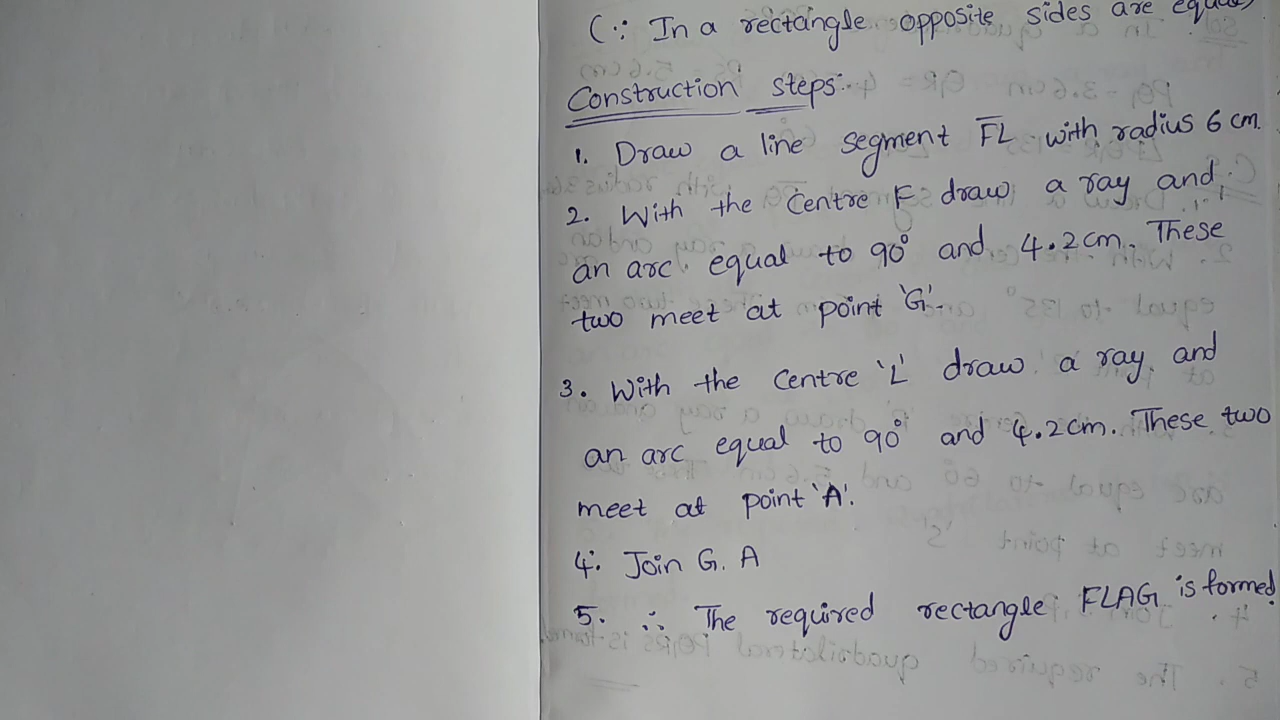 (∵ In a rectangle opposite sides are equal)
Construction steps:
1. Draw a line segment F̅L̅ with radius 6 cm.
2. With the centre F draw a ray and
an arc equal to 90° and 4.2cm. These
two meet at point 'G'.
3. With the centre 'L' draw a ray and
an arc equal to 90° and 4.2cm. These two
meet at point 'A'.
4. Join G. A
5. ∴ The required rectangle FLAG is formed.